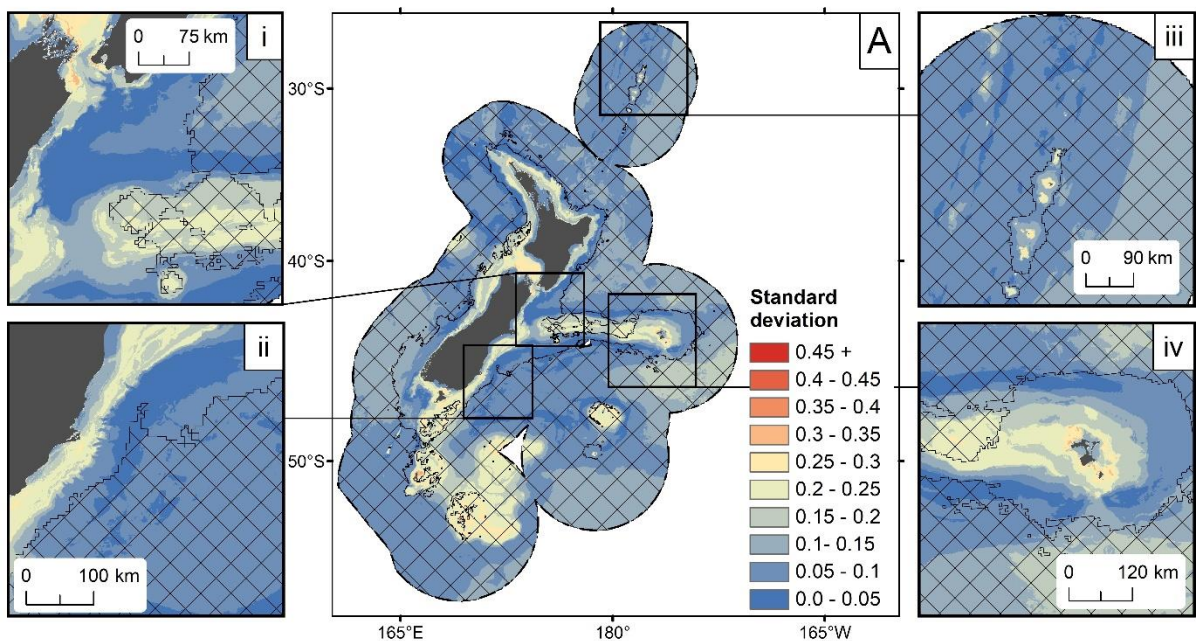 i
0 75 km
ii
0 100 km
A
30°S
40°S
50°S
165°E
180°
165°W
Standard
deviation
0.45 +
0.4 - 0.45
0.35 - 0.4
0.3 - 0.35
0.25 - 0.3
0.2 - 0.25
0.15 - 0.2
0.1- 0.15
0.05 - 0.1
0.0 - 0.05
iii
0 90 km
iv
0 120 km